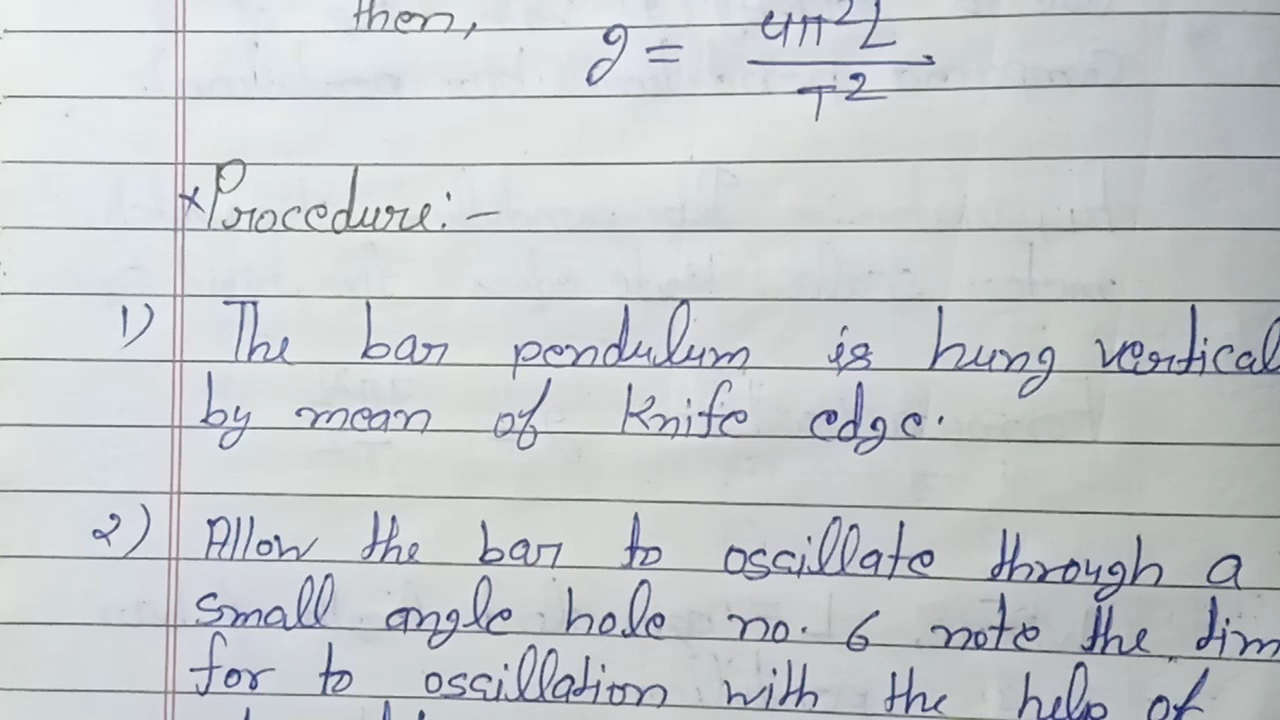 then,
g = 4π²L / T²
*Procedure:-
1) The bar pendulum is hung vertical
by mean of Knife edge.
2) Allow the bar to oscillate through a
small angle hole no. 6 note the tim
for to oscillation with the help of